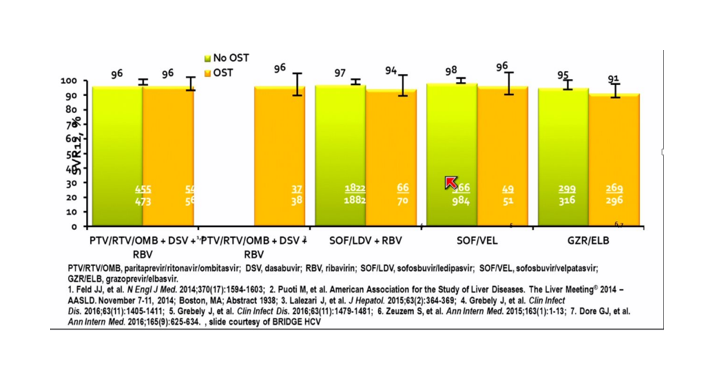 No OST
OST
96 96 96 97 94 98 96 95 91
SVR12, %
100
90
80
70
60
50
40
30
20
10
0
455 54 37 1822 66 966 49 299 269
473 56 38 1882 70 984 51 316 296
PTV/RTV/OMB + DSV + PTV/RTV/OMB + DSV SOF/LDV + RBV SOF/VEL GZR/ELB
RBV RBV
PTV/RTV/OMB, paritaprevir/ritonavir/ombitasvir; DSV, dasabuvir; RBV, ribavirin; SOF/LDV, sofosbuvir/ledipasvir; SOF/VEL, sofosbuvir/velpatasvir;
GZR/ELB, grazoprevir/elbasvir.
1. Feld JJ, et al. N Engl J Med. 2014;370(17):1594-1603; 2. Puoti M, et al. American Association for the Study of Liver Diseases. The Liver Meeting® 2014 –
AASLD. November 7-11, 2014; Boston, MA; Abstract 1938; 3. Lalezari J, et al. J Hepatol. 2015;63(2):364-369; 4. Grebely J, et al. Clin Infect
Dis. 2016;63(11):1405-1411; 5. Grebely J, et al. Clin Infect Dis. 2016;63(11):1479-1481; 6. Zeuzem S, et al. Ann Intern Med. 2015;163(1):1-13; 7. Dore GJ, et al.
Ann Intern Med. 2016;165(9):625-634. , slide courtesy of BRIDGE HCV